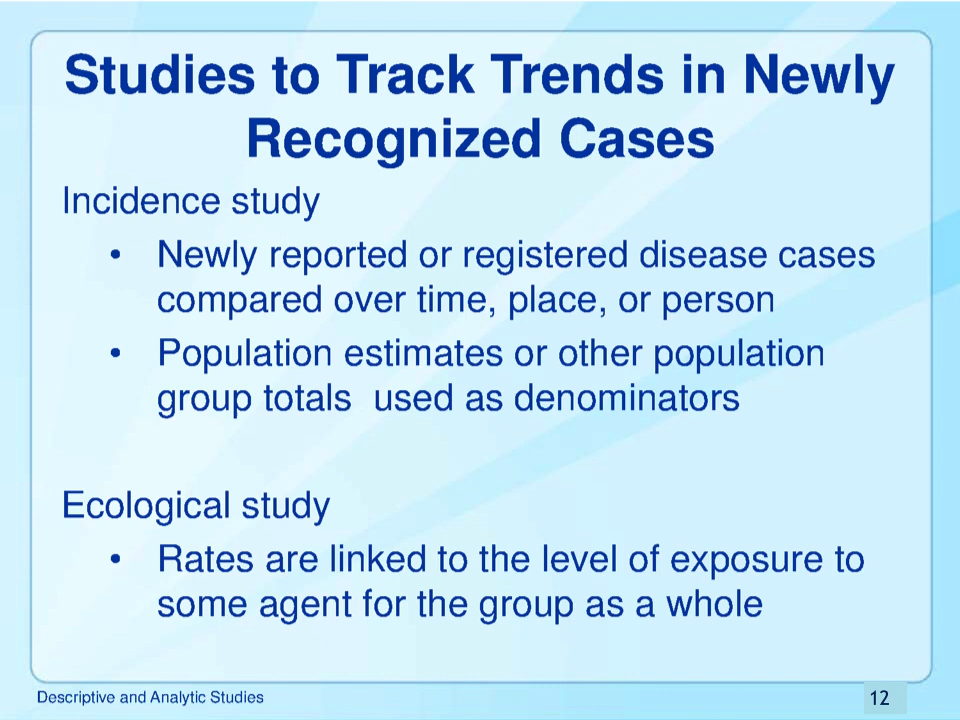 Studies to Track Trends in Newly
Recognized Cases
Incidence study
• Newly reported or registered disease cases
compared over time, place, or person
• Population estimates or other population
group totals  used as denominators
Ecological study
• Rates are linked to the level of exposure to
some agent for the group as a whole
Descriptive and Analytic Studies
12